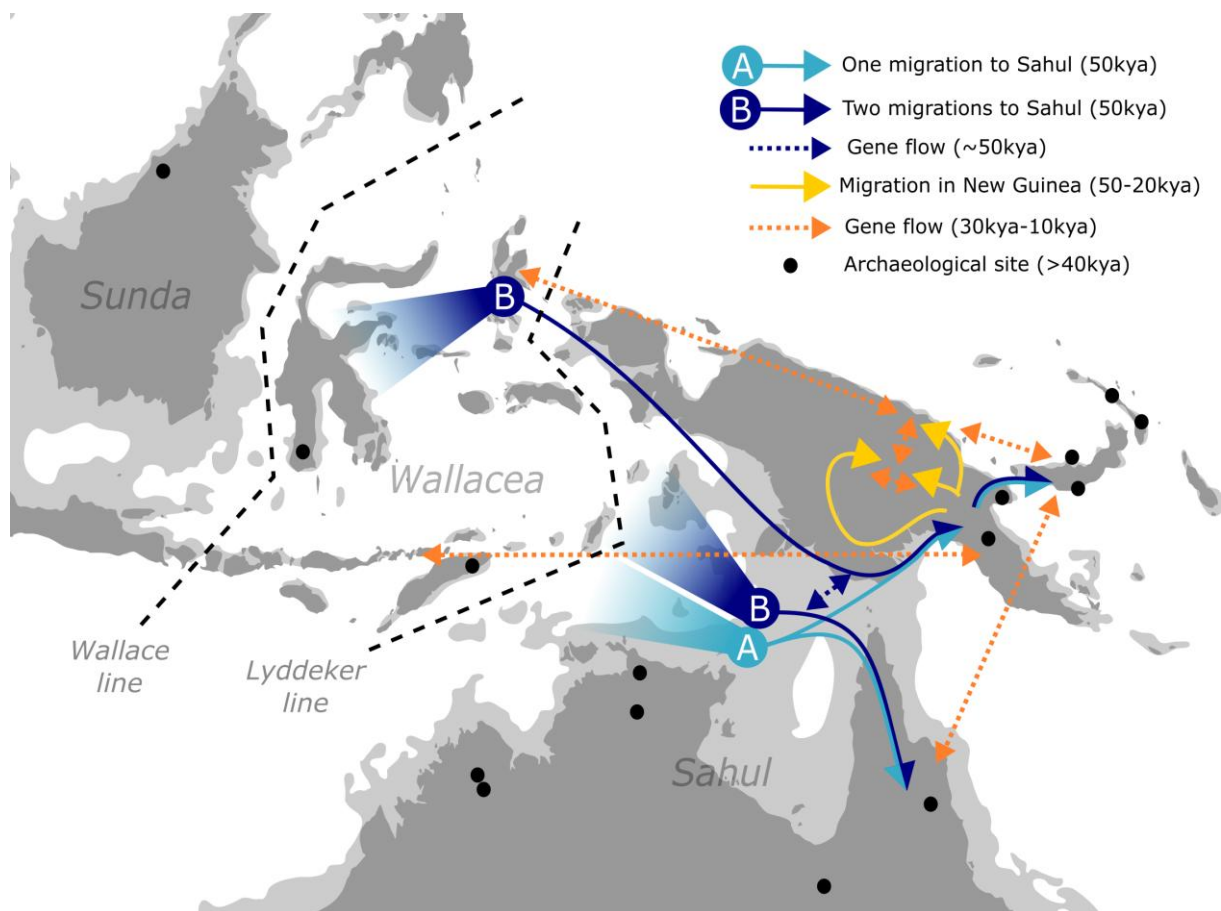 A One migration to Sahul (50kya)
B Two migrations to Sahul (50kya)
Gene flow (~50kya)
Migration in New Guinea (50-20kya)
Gene flow (30kya-10kya)
Archaeological site (>40kya)
Sunda
B
Wallacea
B
A
Wallace
line
Lyddeker
line
Sahul